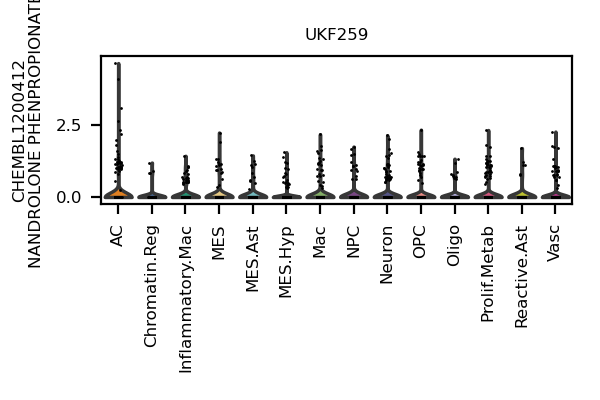 UKF259
CHEMBL1200412
NANDROLONE PHENPROPIONATE
2.5
0.0
AC
Chromatin.Reg
Inflammatory.Mac
MES
MES.Ast
MES.Hyp
Mac
NPC
Neuron
OPC
Oligo
Prolif.Metab
Reactive.Ast
Vasc